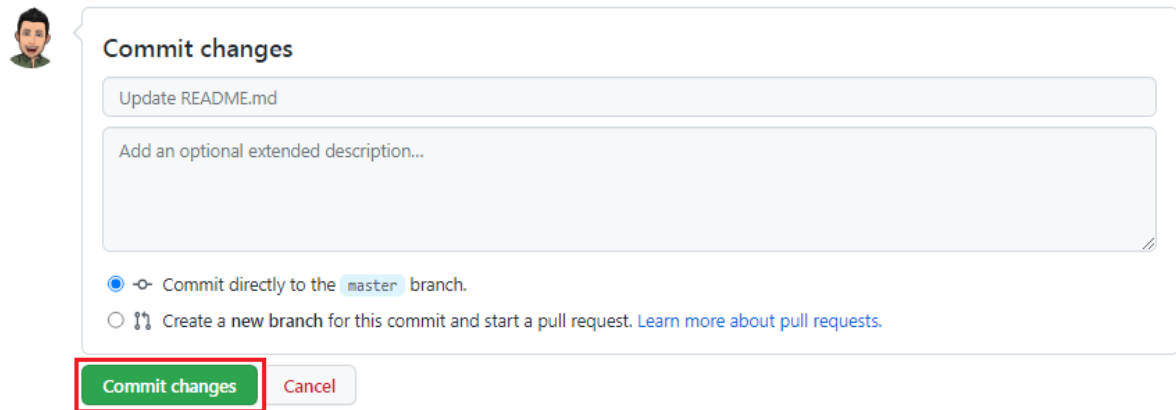 Commit changes
Update README.md
Add an optional extended description...
Commit directly to the master branch.
Create a new branch for this commit and start a pull request. Learn more about pull requests.
Commit changes Cancel